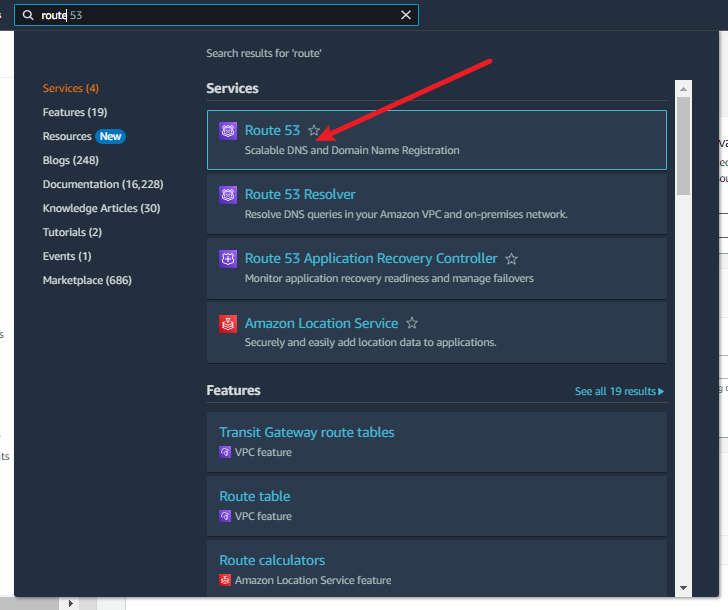 route 53
Search results for 'route'
Services (4)
Features (19)
Resources New
Blogs (248)
Documentation (16,228)
Knowledge Articles (30)
Tutorials (2)
Events (1)
Marketplace (686)
Services
Route 53
Scalable DNS and Domain Name Registration
Route 53 Resolver
Resolve DNS queries in your Amazon VPC and on-premises network.
Route 53 Application Recovery Controller
Monitor application recovery readiness and manage failovers
Amazon Location Service
Securely and easily add location data to applications.
Features
See all 19 results
Transit Gateway route tables
VPC feature
Route table
VPC feature
Route calculators
Amazon Location Service feature